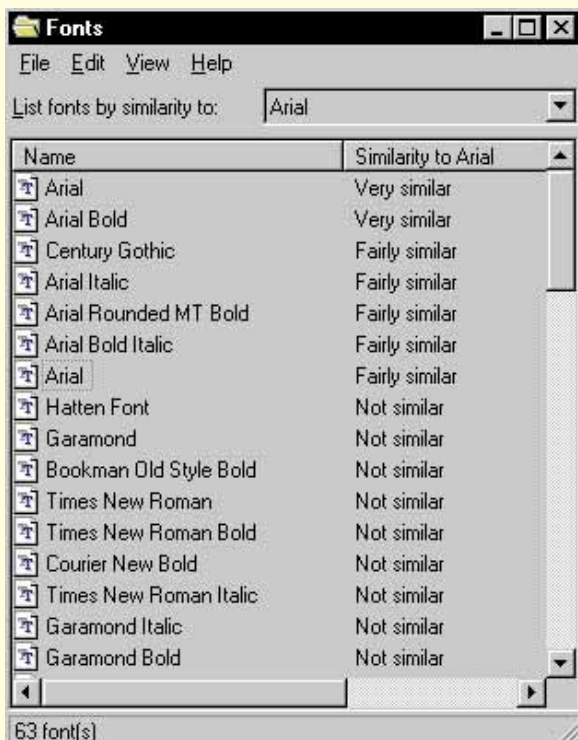 Fonts
File Edit View Help
List fonts by similarity to: Arial
Name Similarity to Arial
Arial Very similar
Arial Bold Very similar
Century Gothic Fairly similar
Arial Italic Fairly similar
Arial Rounded MT Bold Fairly similar
Arial Bold Italic Fairly similar
Arial Fairly similar
Hatten Font Not similar
Garamond Not similar
Bookman Old Style Bold Not similar
Times New Roman Not similar
Times New Roman Bold Not similar
Courier New Bold Not similar
Times New Roman Italic Not similar
Garamond Italic Not similar
Garamond Bold Not similar
63 font(s)